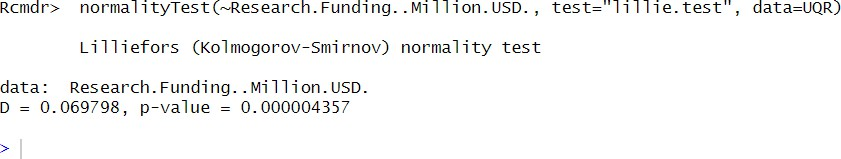 Rcmdr>  normalityTest(~Research.Funding..Million.USD., test="lillie.test", data=UQR)
Lilliefors (Kolmogorov-Smirnov) normality test
data:  Research.Funding..Million.USD.
D = 0.069798, p-value = 0.000004357
>